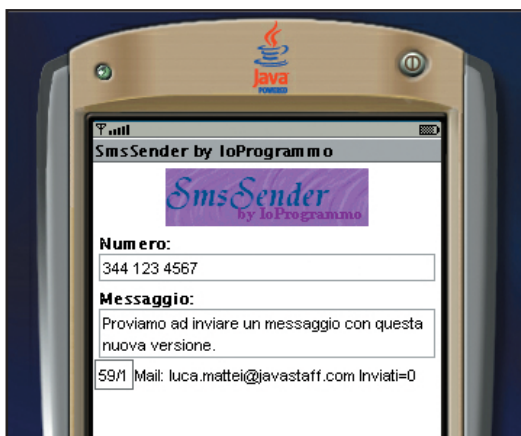 Java
POWERED
SmsSender by IoProgrammo
SmsSender
by IoProgrammo
Numero:
344 123 4567
Messaggio:
Proviamo ad inviare un messaggio con questa
nuova versione.
59/1 Mail: luca.mattei@javastaff.com Inviati=0